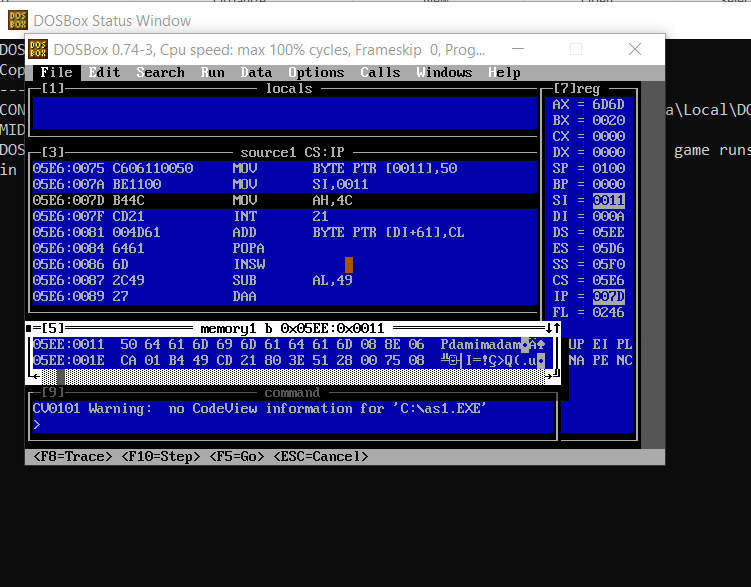 DOSBox Status Window
DOSBox 0.74-3, Cpu speed: max 100% cycles, Frameskip 0, Prog...
DOS
Cop
---
CON
a\Local\DO
MID
DOS
game runs
in
File Edit Search Run Data Options Calls Windows Help
[1] locals
[7]reg
AX = 6D6D
BX = 0020
CX = 0000
DX = 0000
SP = 0100
BP = 0000
SI = 0011
DI = 000A
DS = 05EE
ES = 05D6
SS = 05F0
CS = 05E6
IP = 007D
FL = 0246
UP EI PL
NA PE NC
[3] source1 CS:IP
05E6:0075 C606110050 MOV BYTE PTR [0011],50
05E6:007A BE1100 MOV SI,0011
05E6:007D B44C MOV AH,4C
05E6:007F CD21 INT 21
05E6:0081 004D61 ADD BYTE PTR [DI+61],CL
05E6:0084 6461 POPA
05E6:0086 6D INSW
05E6:0087 2C49 SUB AL,49
05E6:0089 27 DAA
[5] memory1 b 0x05EE:0x0011
05EE:0011 50 64 61 6D 69 6D 61 64 61 6D 08 8E 06 Pdamimadam◘Ä♠
05EE:001E CA 01 B4 49 CD 21 80 3E 51 28 00 75 08 ╩☺┤I=!Ç>Q(.u◘
[9] command
CV0101 Warning: no CodeView information for 'C:\as1.EXE'
>
<F8=Trace> <F10=Step> <F5=Go> <ESC=Cancel>